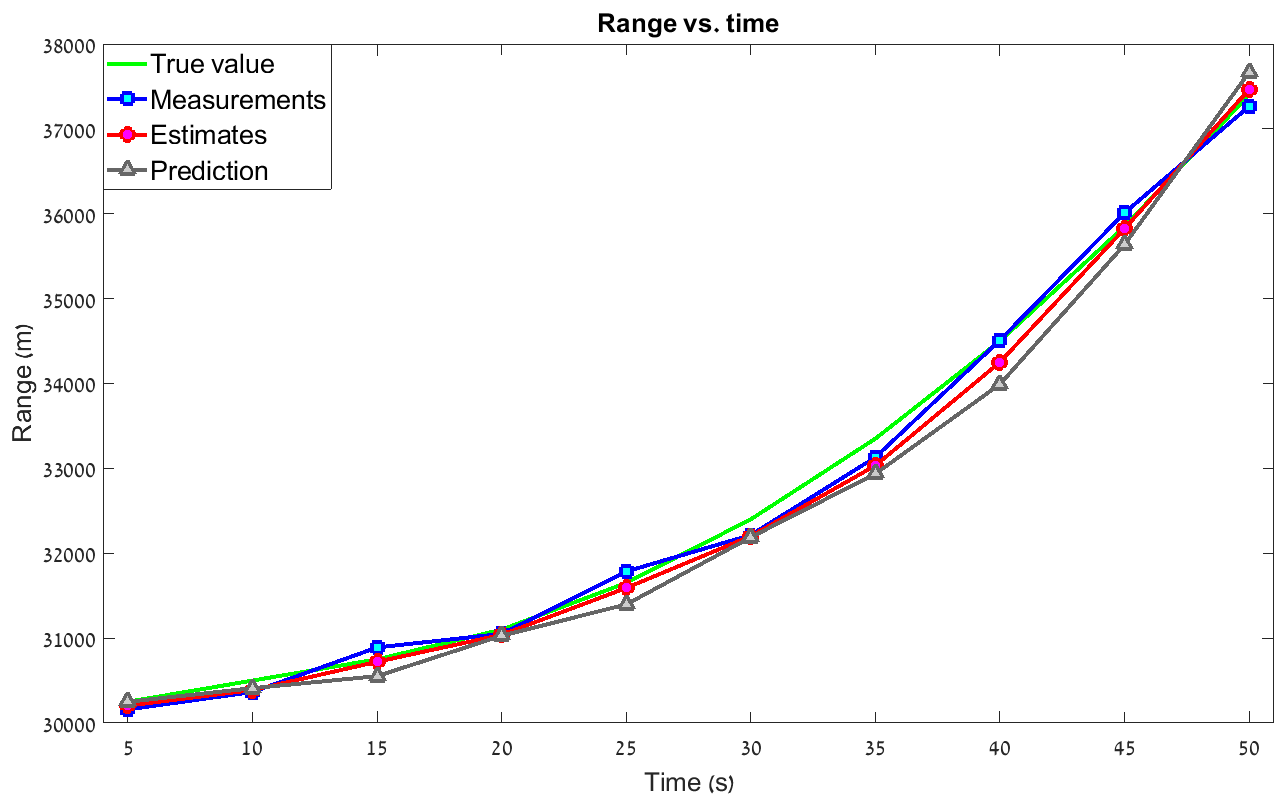 Range vs. time
True value
Measurements
Estimates
Prediction
38000
37000
36000
35000
34000
33000
32000
31000
30000
Range (m)
5 10 15 20 25 30 35 40 45 50
Time (s)